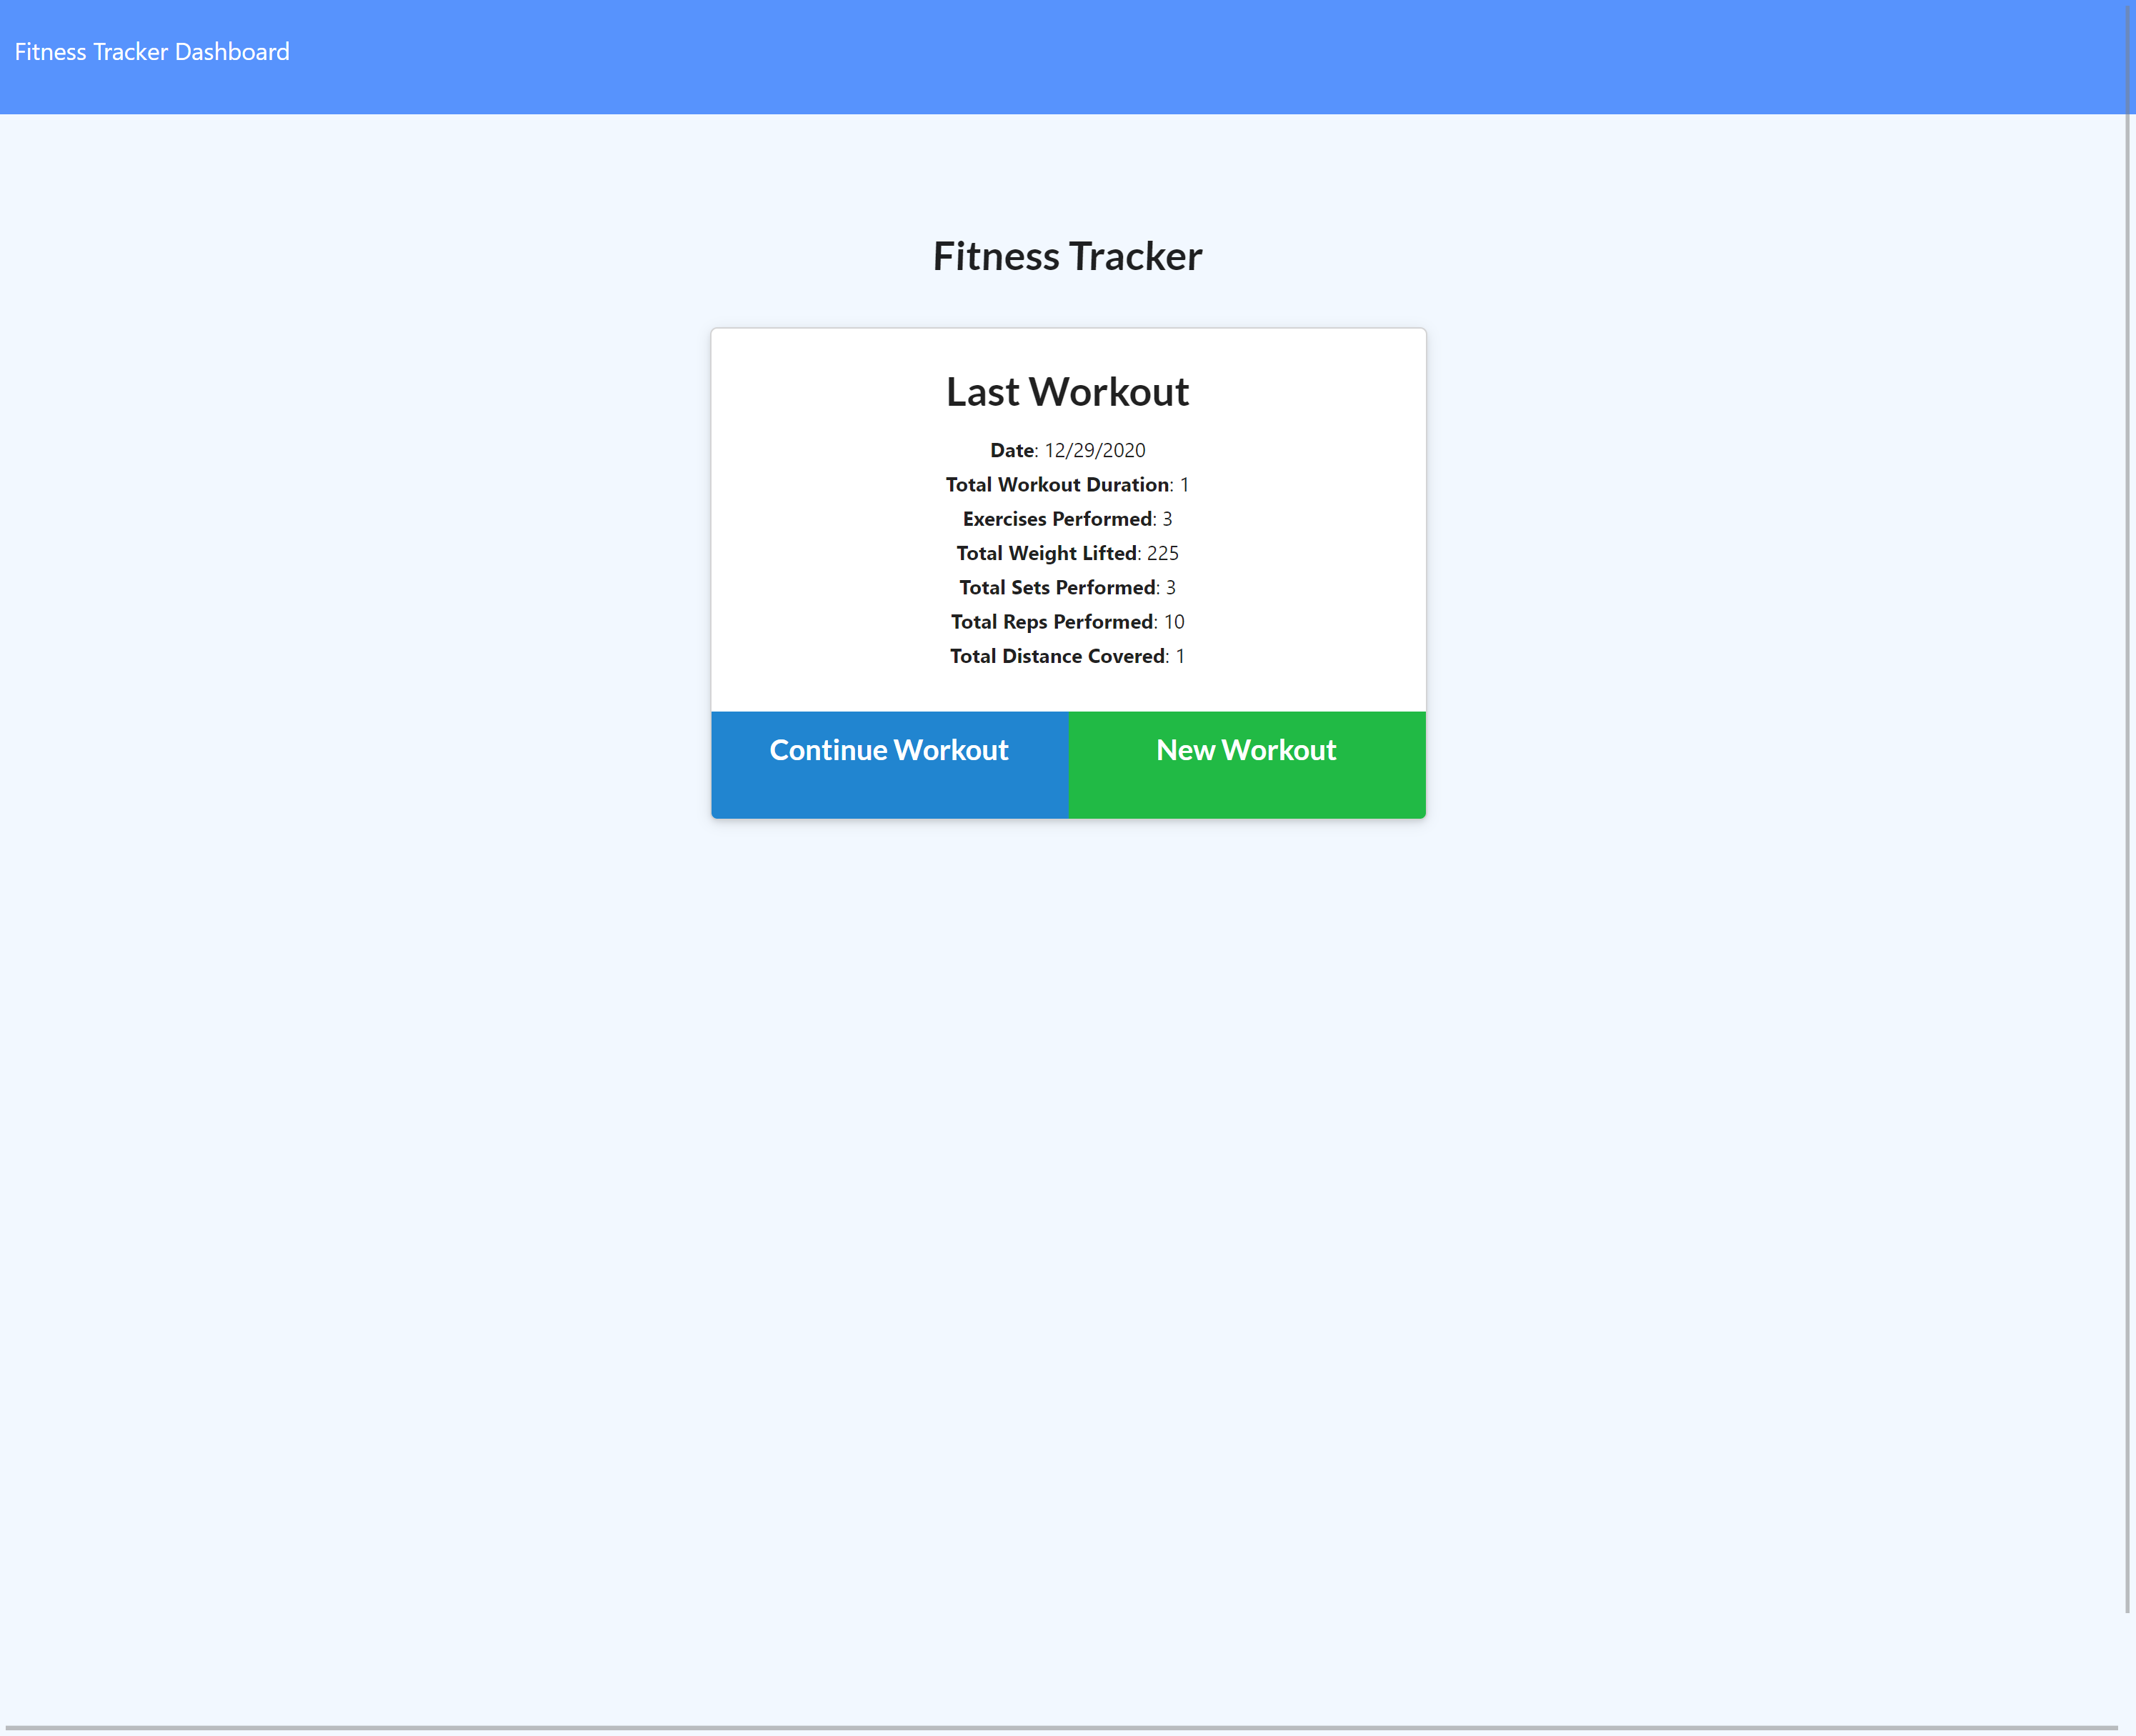 Fitness Tracker Dashboard
Fitness Tracker
Last Workout
Date: 12/29/2020
Total Workout Duration: 1
Exercises Performed: 3
Total Weight Lifted: 225
Total Sets Performed: 3
Total Reps Performed: 10
Total Distance Covered: 1
Continue Workout
New Workout